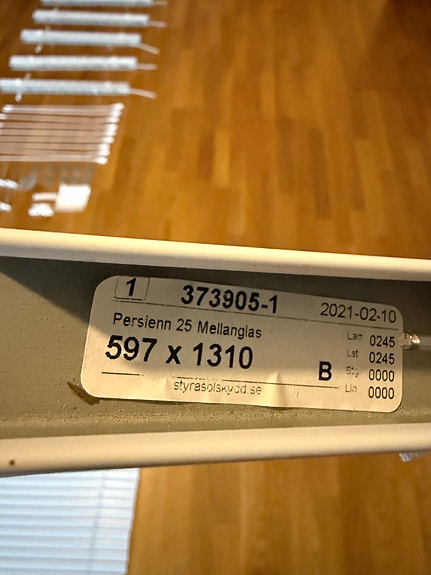 1 373905-1 2021-02-10
Persienn 25 Mellanglas
597 x 1310 B
Lam 0245
Lst 0245
Stg 0000
Lin 0000
styrasolskydd.se